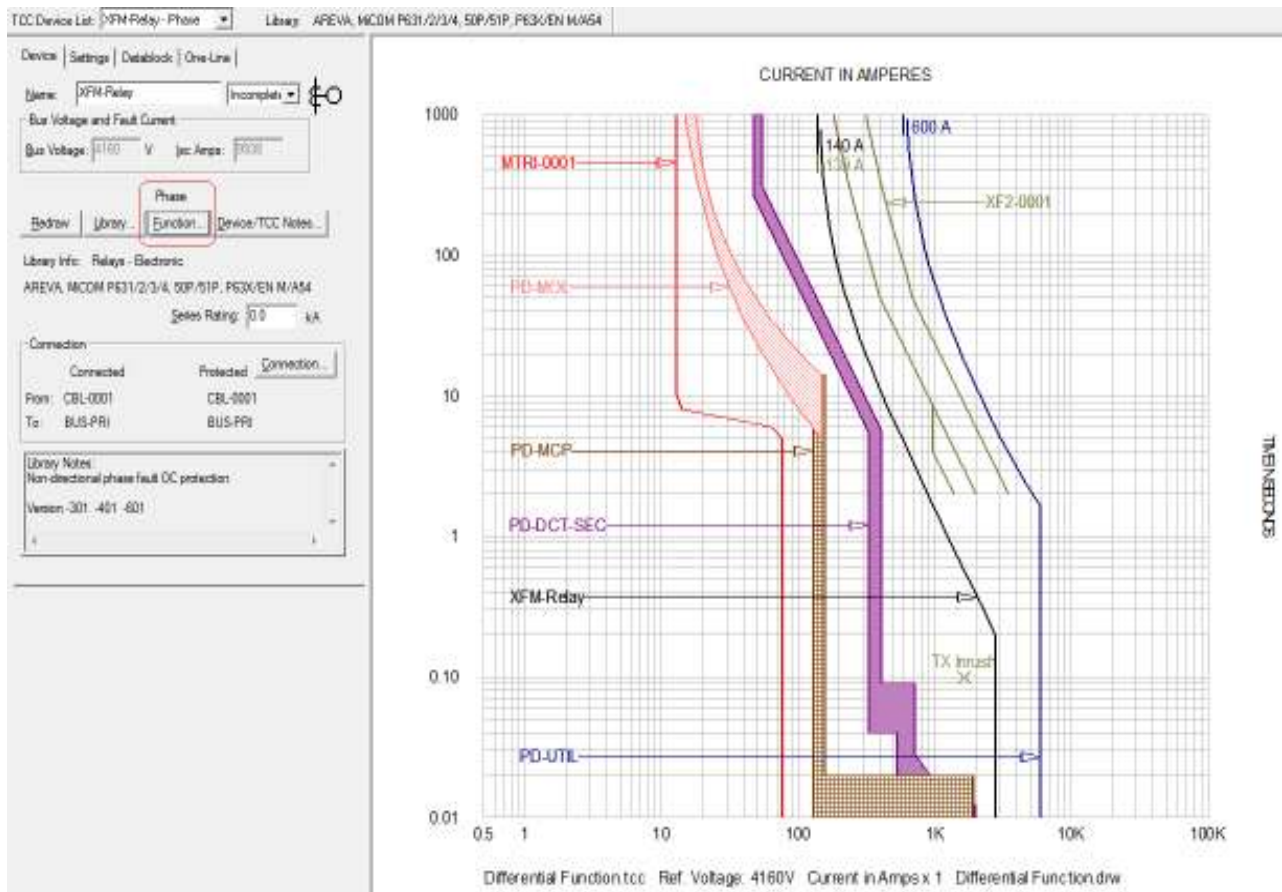 TCC Device List: XFM-Relay - Phase Library: AREVA, MiCOM P631/2/3/4, 50P/51P, P63X/EN M/A54
Device Settings Datablock One-Line
Name: XFM-Relay Incomplete
Bus Voltage and Fault Current
Bus Voltage: 4160 V Isc Amps:
Phase
Redraw Library... Function... Device/TCC Notes...
Library Info: Relays - Electronic
AREVA, MiCOM P631/2/3/4, 50P/51P, P63X/EN M/A54
Series Rating: 0.0 kA
Connection
Connected Protected Connection...
From: CBL-0001 CBL-0001
To: BUS-PRI BUS-PRI
Library Notes:
Non-directional phase fault OC protection
Version -301 -401 -601
CURRENT IN AMPERES
1000
100
10
1
0.10
0.01
600 A
140 A
139 A
MTRI-0001
XF2-0001
PD-MOL
PD-MCP
PD-DCT-SEC
XFM-Relay
TX Inrush
PD-UTIL
TIME IN SECONDS
0.5 1 10 100 1K 10K 100K
Differential Function.tcc Ref. Voltage: 4160V Current in Amps x 1 Differential Function.drw